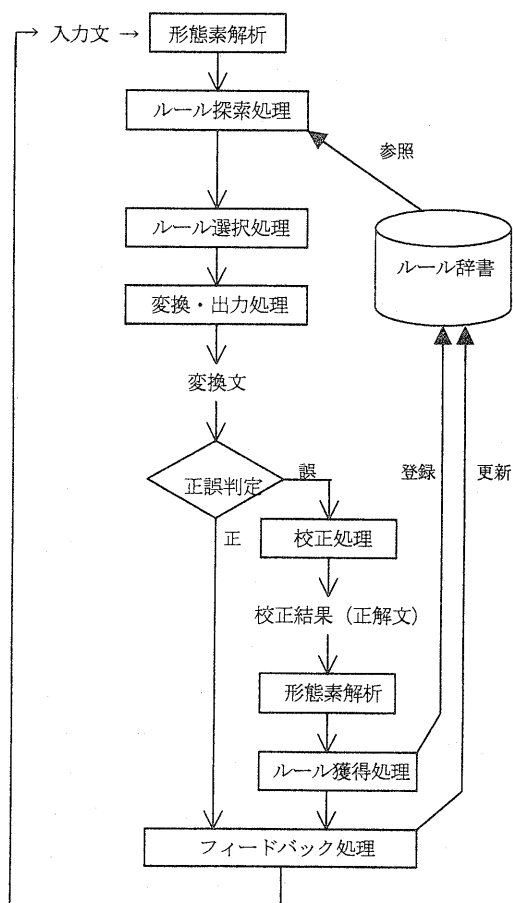 入力文
形態素解析
ルール探索処理
参照
ルール選択処理
ルール辞書
変換・出力処理
変換文
正誤判定
誤
登録
更新
正
校正処理
校正結果（正解文）
形態素解析
ルール獲得処理
フィードバック処理